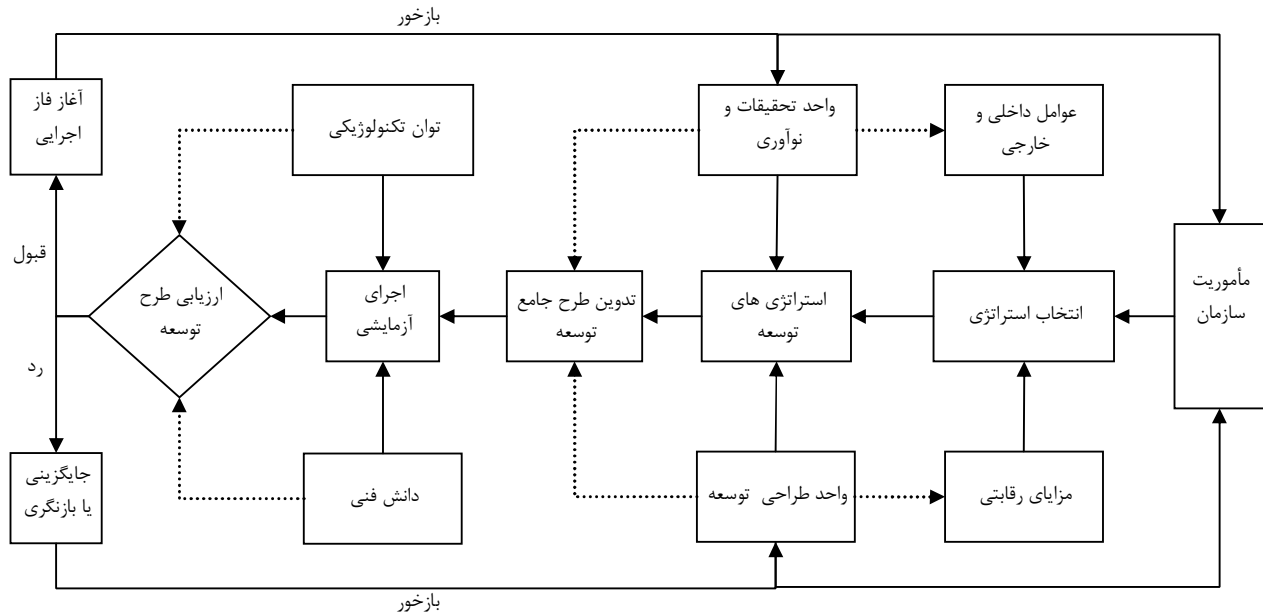 بازخور
عوامل داخلی و
خارجی
واحد تحقیقات و
نوآوری
توان تکنولوژیکی
آغاز فاز
اجرایی
مأموریت
سازمان
انتخاب استراتژی
استراتژی های
توسعه
تدوین طرح جامع
توسعه
اجرای
آزمایشی
ارزیابی طرح
توسعه
قبول
رد
مزایای رقابتی
واحد طراحی توسعه
دانش فنی
جایگزینی
یا بازنگری
بازخور